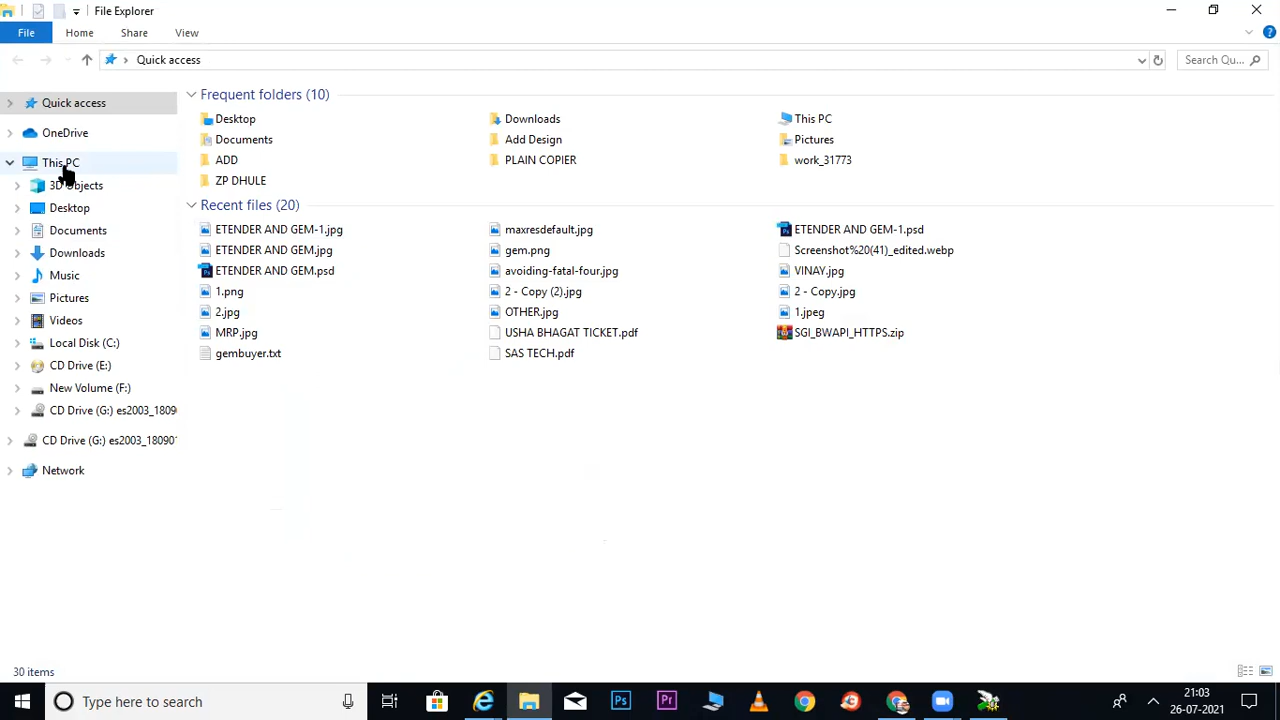 File Explorer
File Home Share View
Quick access
Search Qu...
Quick access
OneDrive
This PC
3D Objects
Desktop
Documents
Downloads
Music
Pictures
Videos
Local Disk (C:)
CD Drive (E:)
New Volume (F:)
CD Drive (G:) es2003_1809
CD Drive (G:) es2003_18090
Network
Frequent folders (10)
Desktop Downloads This PC
Documents Add Design Pictures
ADD PLAIN COPIER work_31773
ZP DHULE
Recent files (20)
ETENDER AND GEM-1.jpg maxresdefault.jpg ETENDER AND GEM-1.psd
ETENDER AND GEM.jpg gem.png Screenshot%20(41)_edited.webp
ETENDER AND GEM.psd avoiding-fatal-four.jpg VINAY.jpg
1.png 2 - Copy (2).jpg 2 - Copy.jpg
2.jpg OTHER.jpg 1.jpeg
MRP.jpg USHA BHAGAT TICKET.pdf SGI_BWAPI_HTTPS.zip
gembuyer.txt SAS TECH.pdf
30 items
Type here to search
Ps Pr
21:03
26-07-2021